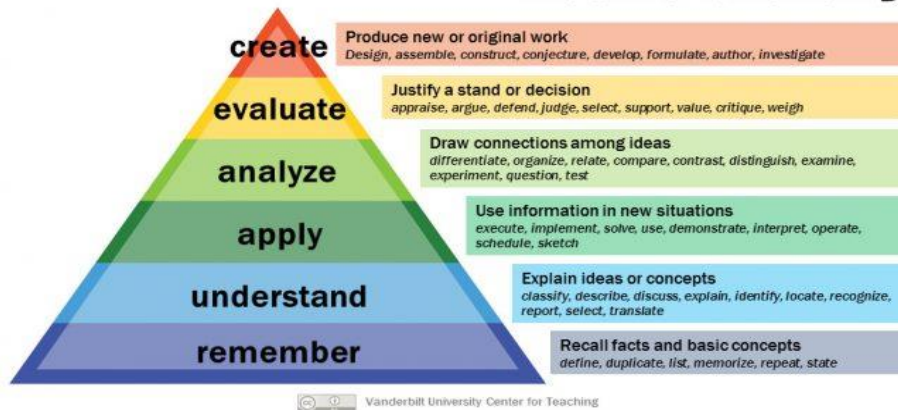 create
Produce new or original work
Design, assemble, construct, conjecture, develop, formulate, author, investigate
evaluate
Justify a stand or decision
appraise, argue, defend, judge, select, support, value, critique, weigh
analyze
Draw connections among ideas
differentiate, organize, relate, compare, contrast, distinguish, examine,
experiment, question, test
apply
Use information in new situations
execute, implement, solve, use, demonstrate, interpret, operate,
schedule, sketch
understand
Explain ideas or concepts
classify, describe, discuss, explain, identify, locate, recognize,
report, select, translate
remember
Recall facts and basic concepts
define, duplicate, list, memorize, repeat, state
cc
Vanderbilt University Center for Teaching